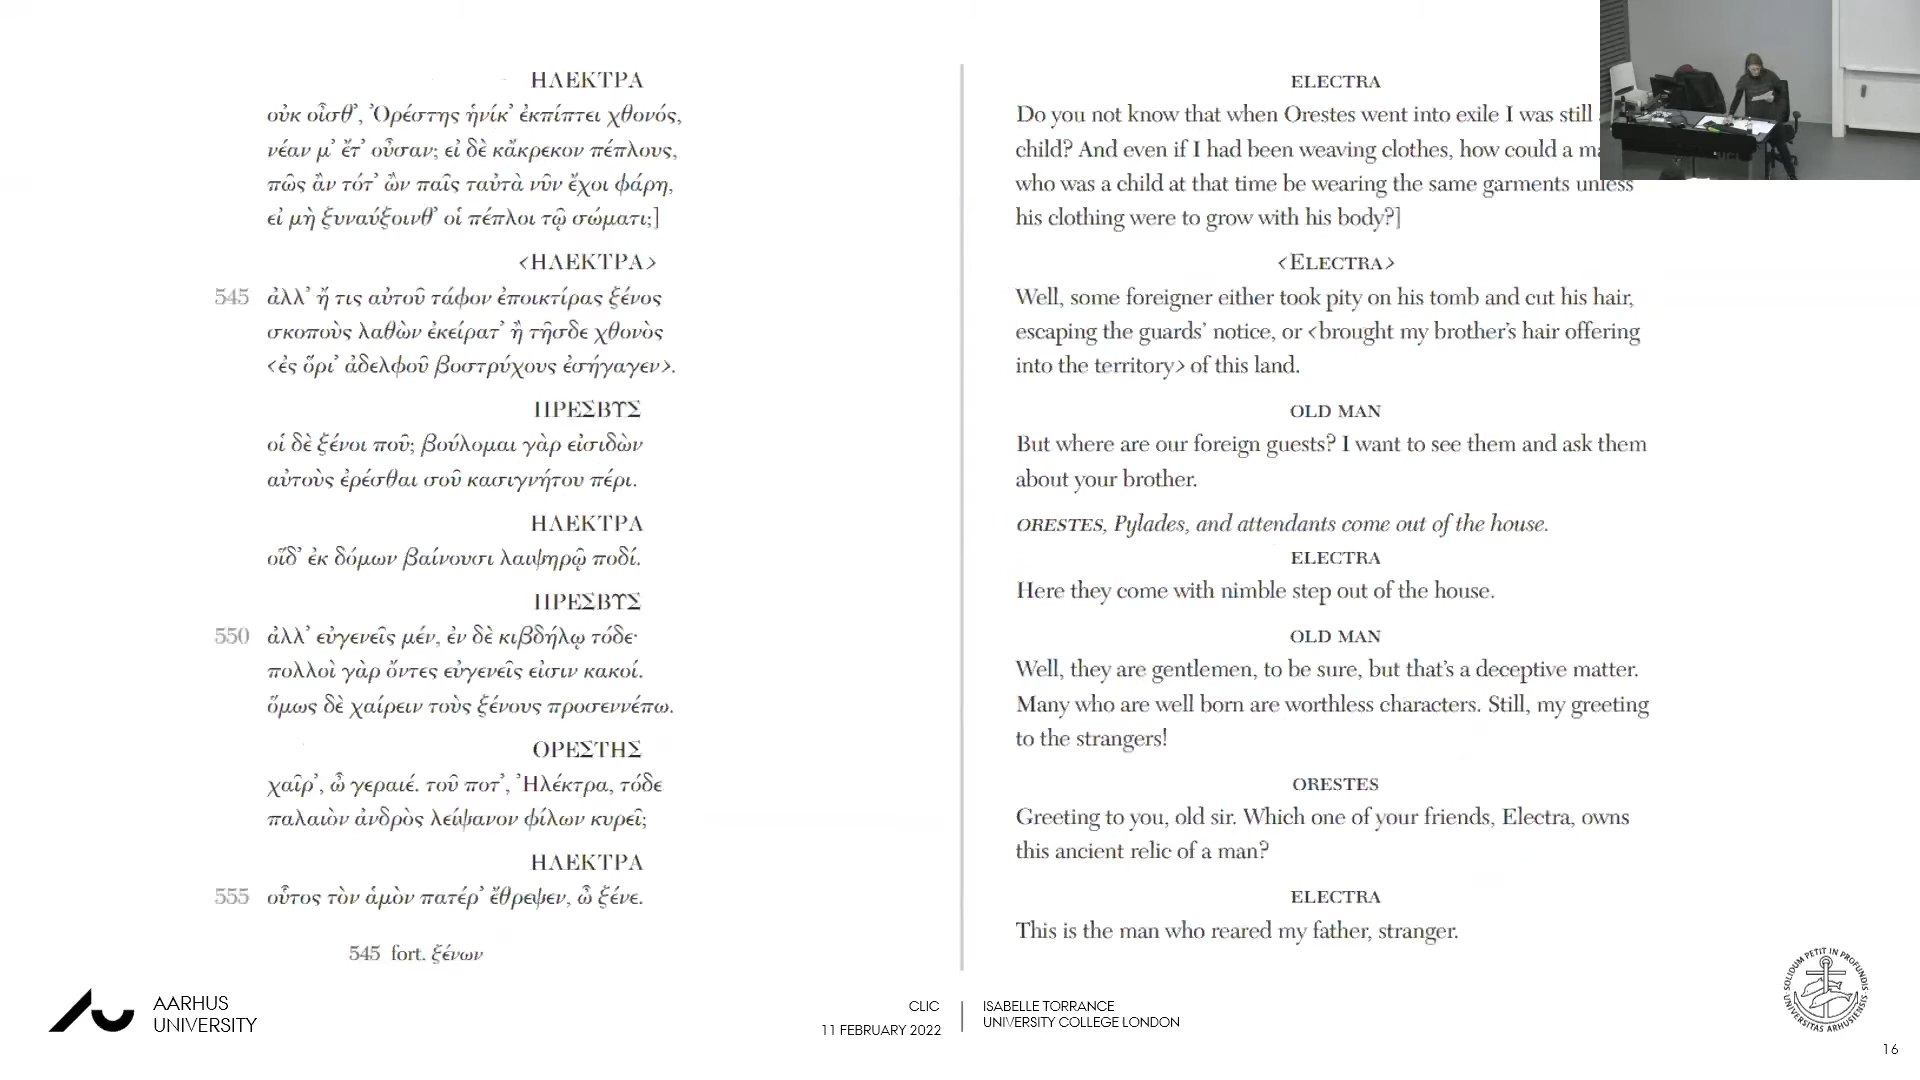 ΗΛΕΚΤΡΑ
οὐκ οἶσθ’, Ὀρέστης ἡνίκ’ ἐκπίπτει χθονός,
νέαν μ’ ἔτ’ οὖσαν; εἰ δὲ κἄκρεκον πέπλους,
πῶς ἂν τότ’ ὢν παῖς ταὐτὰ νῦν ἔχοι φάρη,
εἰ μὴ ξυναύξοινθ’ οἱ πέπλοι τῷ σώματι;]
<ΗΛΕΚΤΡΑ>
545 ἀλλ’ ἤ τις αὐτοῦ τάφον ἐποικτίρας ξένος
σκοποὺς λαθὼν ἐκείρατ’ ἢ τῆσδε χθονὸς
<ἐς ὅρι’ ἀδελφοῦ βοστρύχους ἐσήγαγεν>.
ΠΡΕΣΒΥΣ
οἱ δὲ ξένοι ποῦ; βούλομαι γὰρ εἰσιδὼν
αὐτοὺς ἐρέσθαι σοῦ κασιγνήτου πέρι.
ΗΛΕΚΤΡΑ
οἵδ’ ἐκ δόμων βαίνουσι λαιψηρῷ ποδί.
ΠΡΕΣΒΥΣ
550 ἀλλ’ εὐγενεῖς μέν, ἐν δὲ κιβδήλῳ τόδε·
πολλοὶ γὰρ ὄντες εὐγενεῖς εἰσιν κακοί.
ὅμως δὲ χαίρειν τοὺς ξένους προσεννέπω.
ΟΡΕΣΤΗΣ
χαῖρ’, ὦ γεραιέ. τοῦ ποτ’, Ἠλέκτρα, τόδε
παλαιὸν ἀνδρὸς λείψανον φίλων κυρεῖ;
ΗΛΕΚΤΡΑ
555 οὗτος τὸν ἁμὸν πατέρ’ ἔθρεψεν, ὦ ξένε.
545 fort. ξένων
ELECTRA
Do you not know that when Orestes went into exile I was still
child? And even if I had been weaving clothes, how could a
who was a child at that time be wearing the same garments unless
his clothing were to grow with his body?]
<ELECTRA>
Well, some foreigner either took pity on his tomb and cut his hair,
escaping the guards’ notice, or <brought my brother’s hair offering
into the territory> of this land.
OLD MAN
But where are our foreign guests? I want to see them and ask them
about your brother.
ORESTES, Pylades, and attendants come out of the house.
ELECTRA
Here they come with nimble step out of the house.
OLD MAN
Well, they are gentlemen, to be sure, but that’s a deceptive matter.
Many who are well born are worthless characters. Still, my greeting
to the strangers!
ORESTES
Greeting to you, old sir. Which one of your friends, Electra, owns
this ancient relic of a man?
ELECTRA
This is the man who reared my father, stranger.
AARHUS
UNIVERSITY
CLIC
11 FEBRUARY 2022
ISABELLE TORRANCE
UNIVERSITY COLLEGE LONDON
SOLIDUM PETIT IN PROFUNDIS
UNIVERSITAS ARHUSIENSIS
16